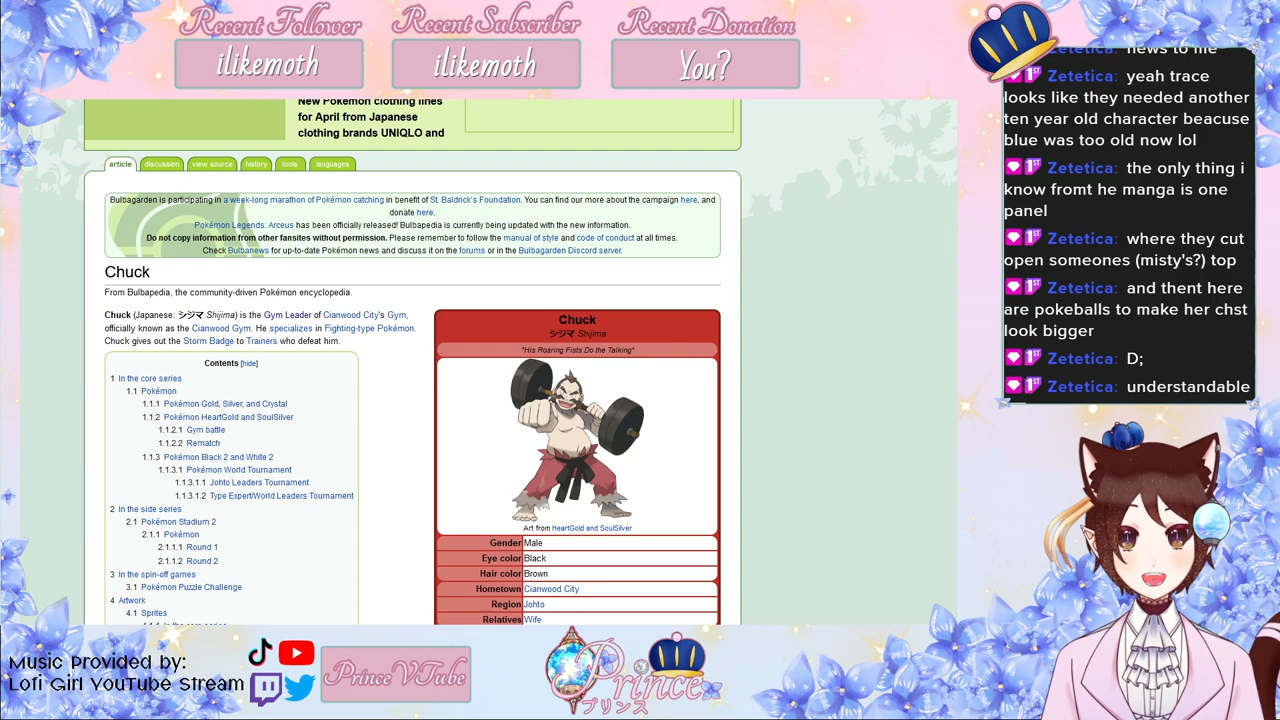 Recent Follower
ilikemoth
Recent Subscriber
ilikemoth
Recent Donation
You?
New Pokémon clothing lines
for April from Japanese
clothing brands UNIQLO and
article
discussion
view source
history
tools
languages
Bulbagarden is participating in a week-long marathon of Pokémon catching in benefit of St. Baldrick's Foundation. You can find our more about the campaign here, and
donate here.
Pokémon Legends: Arceus has been officially released! Bulbapedia is currently being updated with the new information.
Do not copy information from other fansites without permission. Please remember to follow the manual of style and code of conduct at all times.
Check Bulbanews for up-to-date Pokémon news and discuss it on the forums or in the Bulbagarden Discord server.
Chuck
From Bulbapedia, the community-driven Pokémon encyclopedia.
Chuck (Japanese: シジマ Shijima) is the Gym Leader of Cianwood City's Gym,
officially known as the Cianwood Gym. He specializes in Fighting-type Pokémon.
Chuck gives out the Storm Badge to Trainers who defeat him.
Contents [hide]
1 In the core series
1.1 Pokémon
1.1.1 Pokémon Gold, Silver, and Crystal
1.1.2 Pokémon HeartGold and SoulSilver
1.1.2.1 Gym battle
1.1.2.2 Rematch
1.1.3 Pokémon Black 2 and White 2
1.1.3.1 Pokémon World Tournament
1.1.3.1.1 Johto Leaders Tournament
1.1.3.1.2 Type Expert/World Leaders Tournament
2 In the side series
2.1 Pokémon Stadium 2
2.1.1 Pokémon
2.1.1.1 Round 1
2.1.1.2 Round 2
3 In the spin-off games
3.1 Pokémon Puzzle Challenge
4 Artwork
4.1 Sprites
Chuck
シジマ Shijima
"His Roaring Fists Do the Talking"
Art from HeartGold and SoulSilver
Gender Male
Eye color Black
Hair color Brown
Hometown Cianwood City
Region Johto
Relatives Wife
news to me
1ST Zetetica: yeah trace
looks like they needed another
ten year old character beacuse
blue was too old now lol
1ST Zetetica: the only thing i
know fromt he manga is one
panel
1ST Zetetica: where they cut
open someones (misty's?) top
1ST Zetetica: and thent here
are pokeballs to make her chst
look bigger
1ST Zetetica: D;
1ST Zetetica: understandable
Music Provided by:
Lofi Girl YouTube Stream
Prince VTube
Prince
プリンス